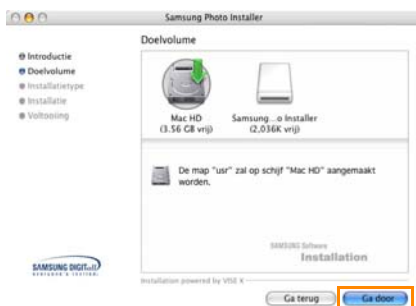 Samsung Photo Installer
Doelvolume
Introductie
Doelvolume
Installatietype
Installatie
Voltooiing
Mac HD
(3.56 GB vrij)
Samsung...o Installer
(2,036K vrij)
De map "usr" zal op schijf "Mac HD" aangemaakt
worden.
SAMSUNG Software
Installation
SAMSUNG DIGITall
Installation powered by VISE X
Ga terug
Ga door